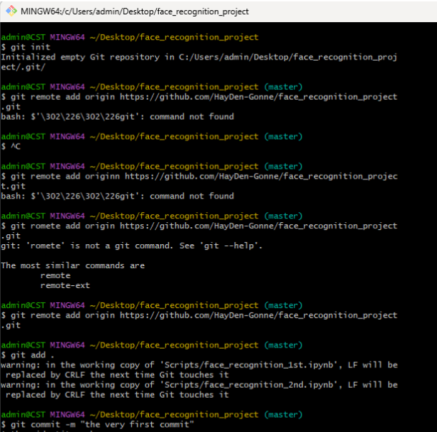 MINGW64:/c/Users/admin/Desktop/face_recognition_project
admin@CST MINGW64 ~/Desktop/face_recognition_project
$ git init
Initialized empty Git repository in C:/Users/admin/Desktop/face_recognition_proj
ect/.git/
admin@CST MINGW64 ~/Desktop/face_recognition_project (master)
$ git remote add origin https://github.com/HayDen-Gonne/face_recognition_project
.git
bash: $'\302\226\302\226git': command not found
admin@CST MINGW64 ~/Desktop/face_recognition_project (master)
$ ^C
admin@CST MINGW64 ~/Desktop/face_recognition_project (master)
$ git remote add originn https://github.com/HayDen-Gonne/face_recognition_projec
t.git
bash: $'\302\226\302\226git': command not found
admin@CST MINGW64 ~/Desktop/face_recognition_project (master)
$ git romete add origin https://github.com/HayDen-Gonne/face_recognition_project
.git
git: 'romete' is not a git command. See 'git --help'.
The most similar commands are
remote
remote-ext
admin@CST MINGW64 ~/Desktop/face_recognition_project (master)
$ git remote add origin https://github.com/HayDen-Gonne/face_recognition_project
.git
admin@CST MINGW64 ~/Desktop/face_recognition_project (master)
$ git add .
warning: in the working copy of 'Scripts/face_recognition_1st.ipynb', LF will be
replaced by CRLF the next time Git touches it
warning: in the working copy of 'Scripts/face_recognition_2nd.ipynb', LF will be
replaced by CRLF the next time Git touches it
admin@CST MINGW64 ~/Desktop/face_recognition_project (master)
$ git commit -m "the very first commit"